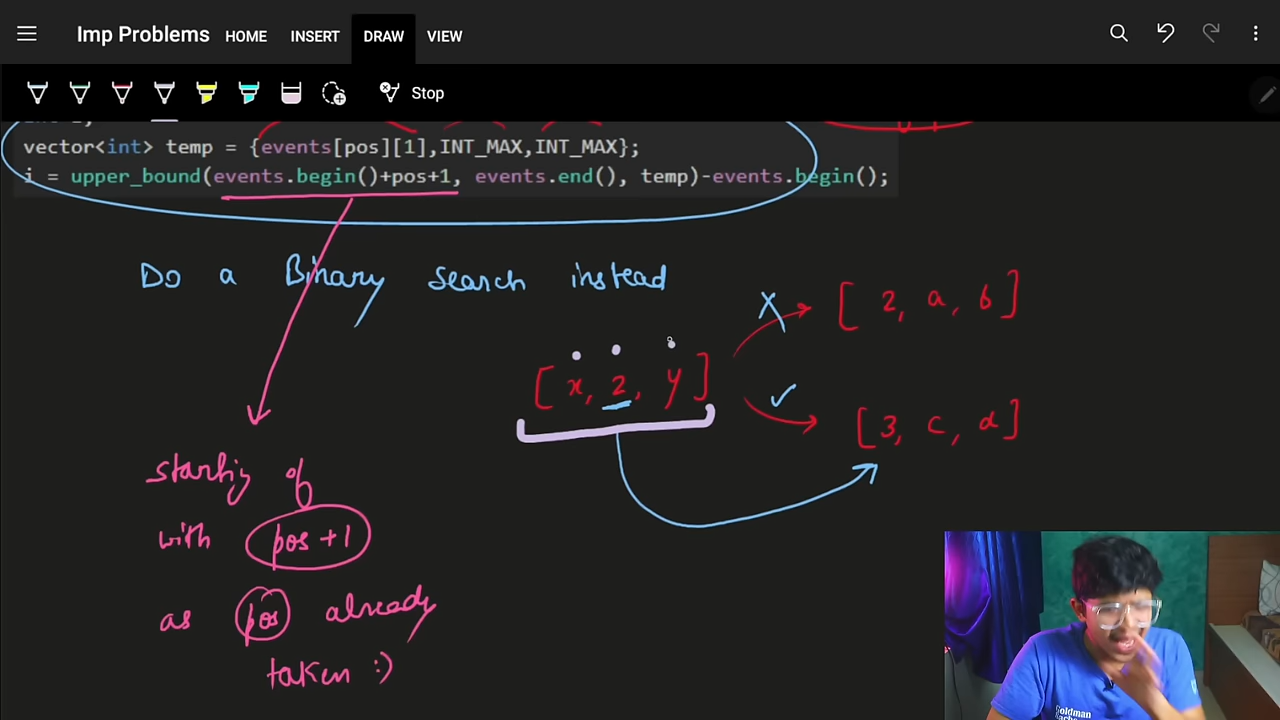 Imp Problems HOME INSERT DRAW VIEW
Stop
vector<int> temp = {events[pos][1],INT_MAX,INT_MAX};
i = upper_bound(events.begin()+pos+1, events.end(), temp)-events.begin();
Do a Binary search instead
[ 2, a, b ]
X
[ x, 2, y ]
[ 3, c, d ]
starting of
with pos +1
as pos already
taken :)
Goldman